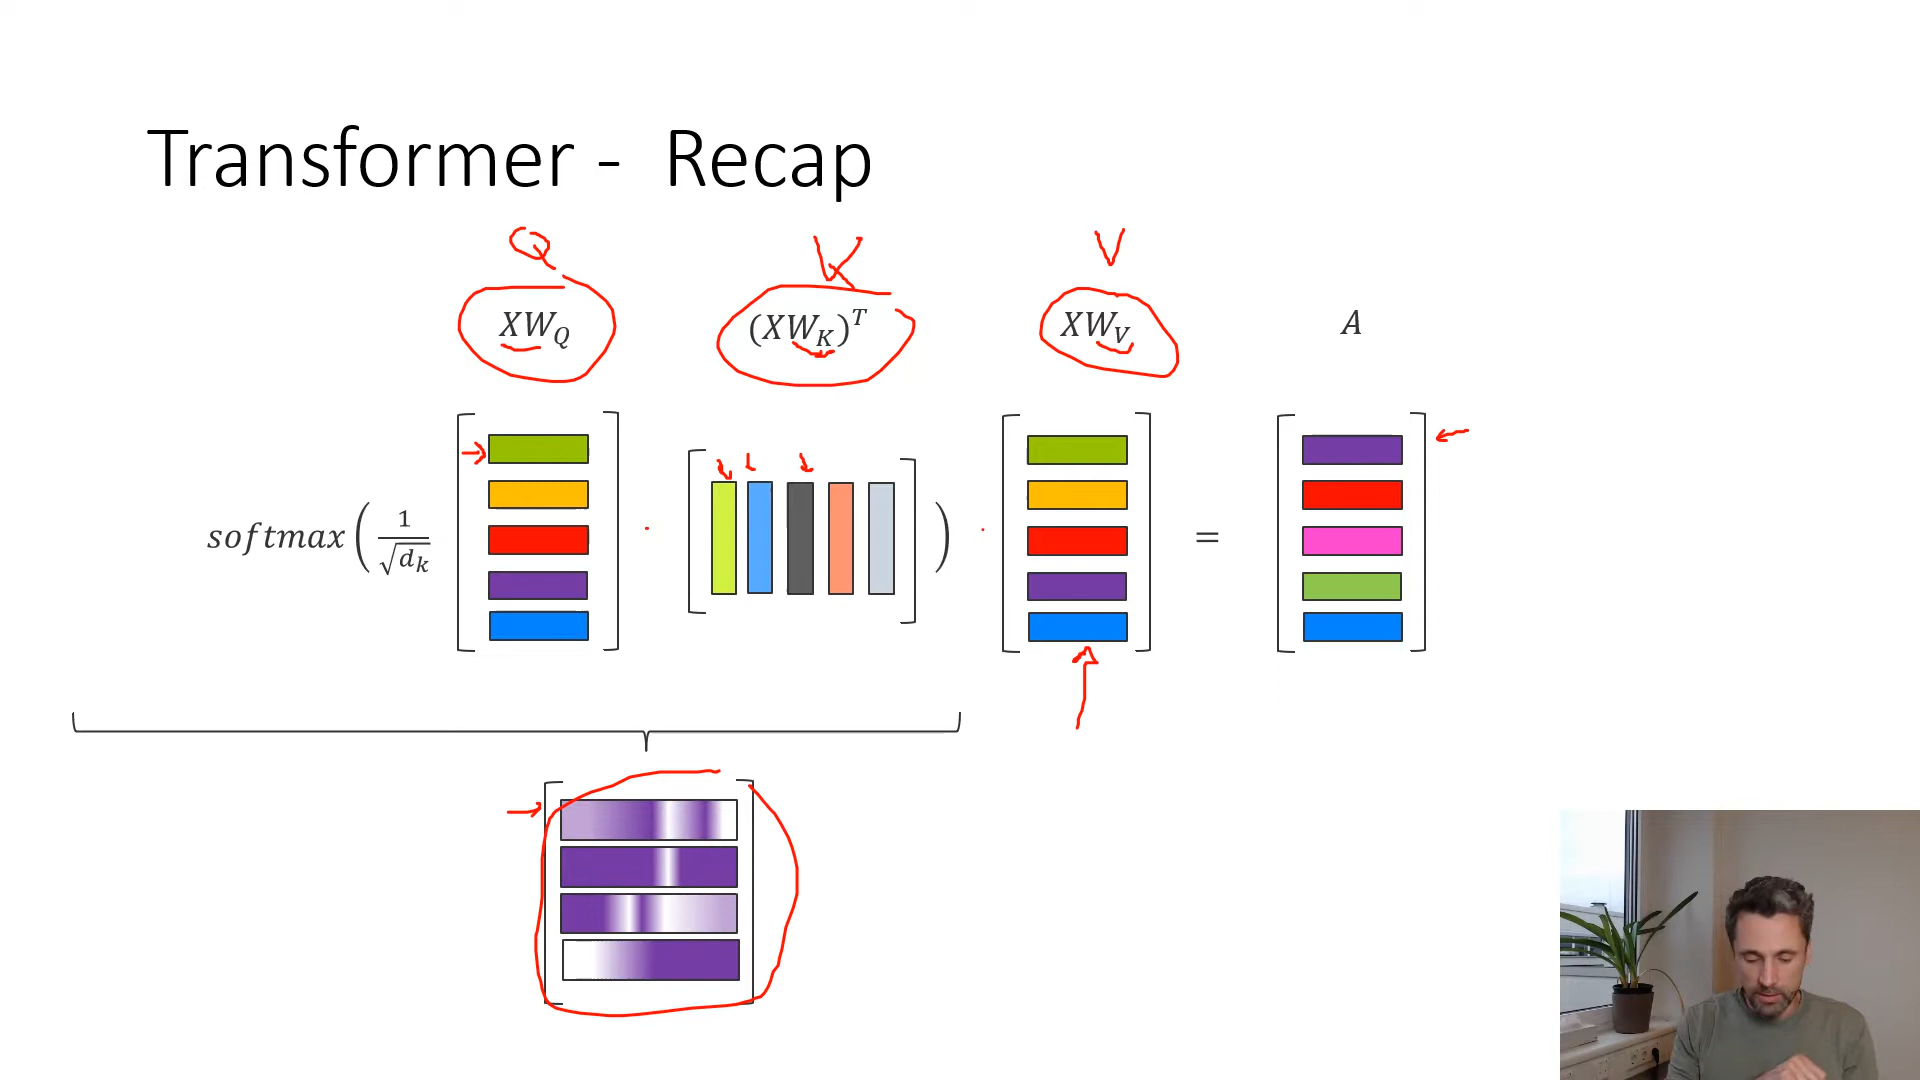 Transformer - Recap
Q K V
XW_Q (XW_K)^T XW_V A
softmax ( 1/√d_k · ) · =